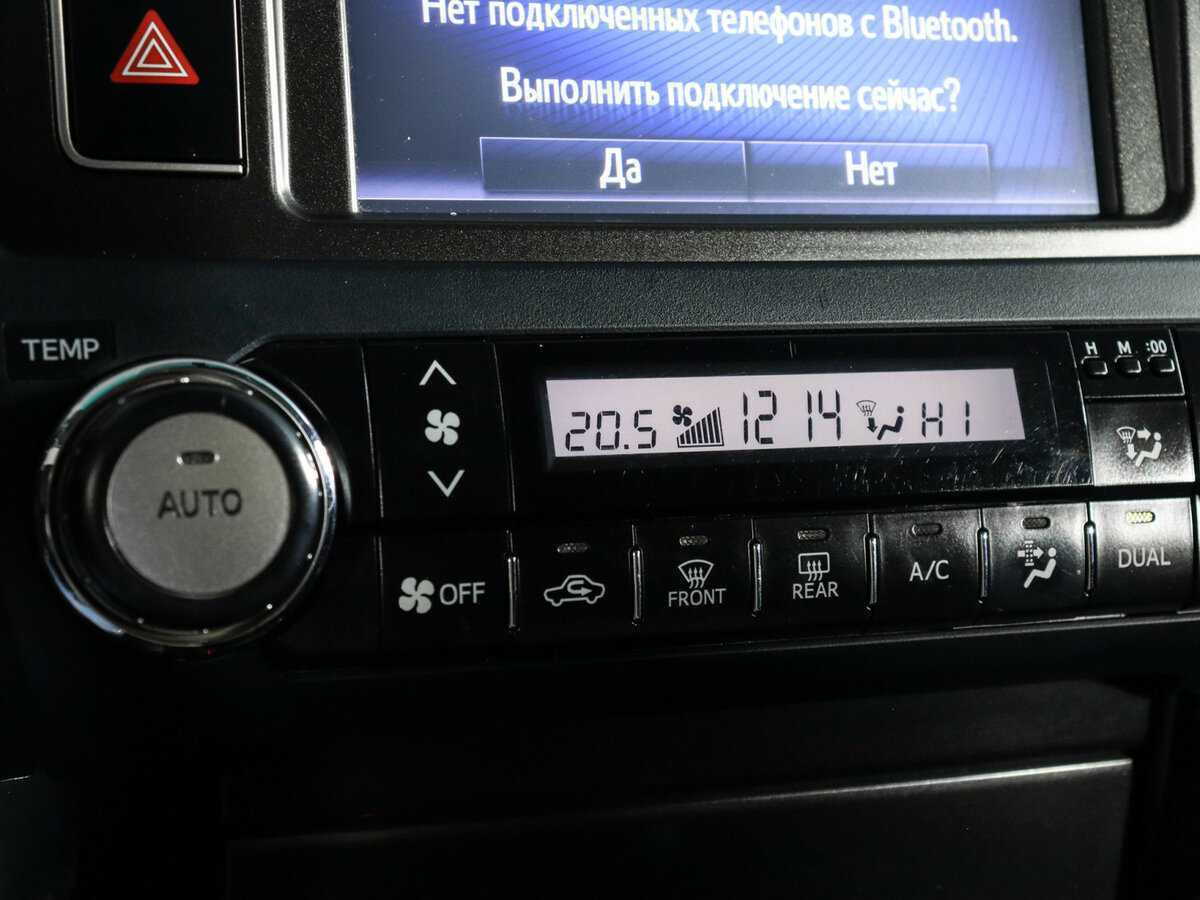 Нет подключенных телефонов с Bluetooth.
Выполнить подключение сейчас?
Да Нет
TEMP
H M :00
20.5 12 14 HI
AUTO
OFF
FRONT
REAR
A/C
DUAL